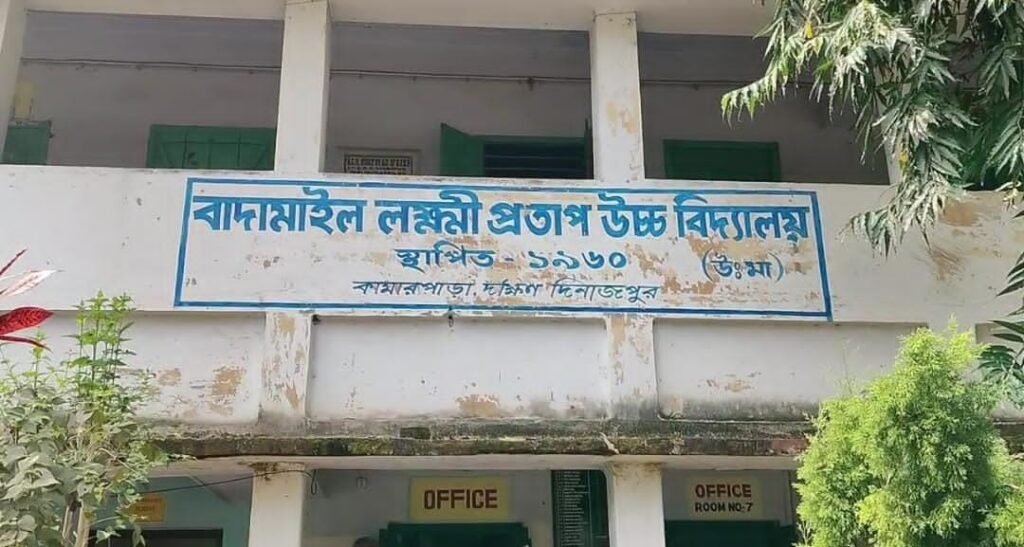 বাদামাইল লক্ষ্মী প্রতাপ উচ্চ বিদ্যালয়
স্থাপিত - ১৯৬০ (উঃমা)
কামারপাড়া, দক্ষিণ দিনাজপুর
OFFICE
OFFICE
ROOM NO-7